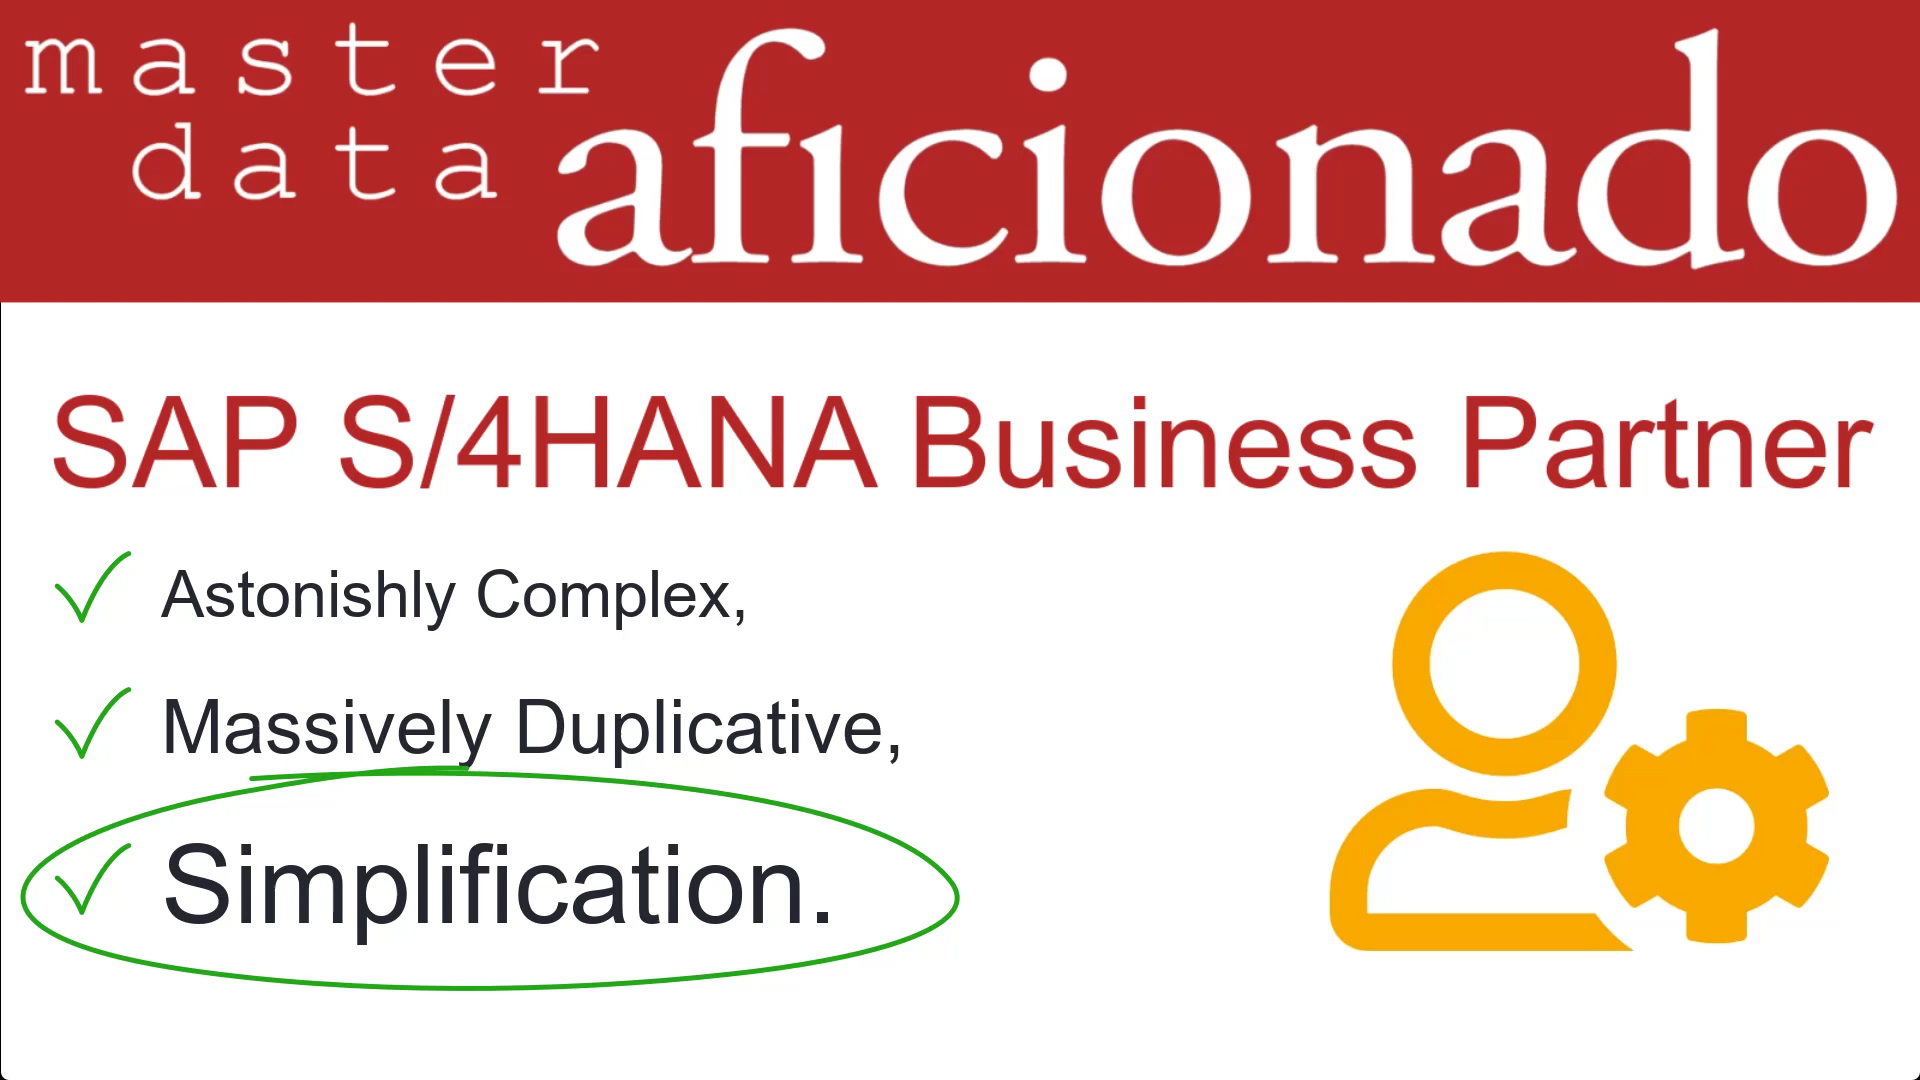 master
data aficionado
SAP S/4HANA Business Partner
Astonishly Complex,
Massively Duplicative,
Simplification.